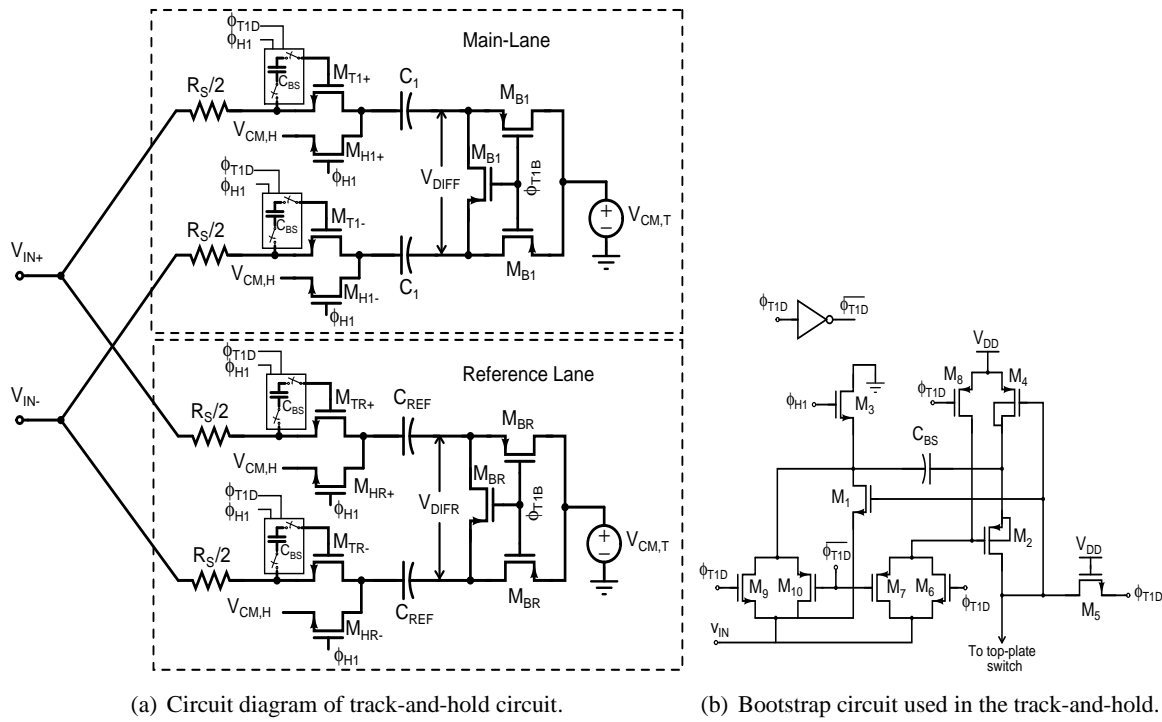 Main-Lane
ϕT1D
ϕH1
CBS
MT1+
RS/2
C1
MB1
VCM,H
MH1+
ϕH1
MB1
VDIFF
ϕT1B
ϕT1D
ϕH1
CBS
MT1-
VCM,T
VIN+
RS/2
C1
MB1
VCM,H
MH1-
ϕH1
Reference Lane
ϕT1D
ϕH1
CBS
MTR+
CREF
MBR
VIN-
RS/2
VCM,H
MHR+
ϕH1
MBR
VDIFR
ϕT1B
ϕT1D
ϕH1
CBS
MTR-
VCM,T
RS/2
CREF
MBR
VCM,H
MHR-
ϕH1
(a) Circuit diagram of track-and-hold circuit.
ϕT1D
ϕT1D
VDD
M8
M4
ϕT1D
ϕH1
M3
CBS
M1
M2
VDD
ϕT1D
ϕT1D
M9
M10
M7
M6
ϕT1D
M5
ϕT1D
vIN
To top-plate
switch
(b) Bootstrap circuit used in the track-and-hold.